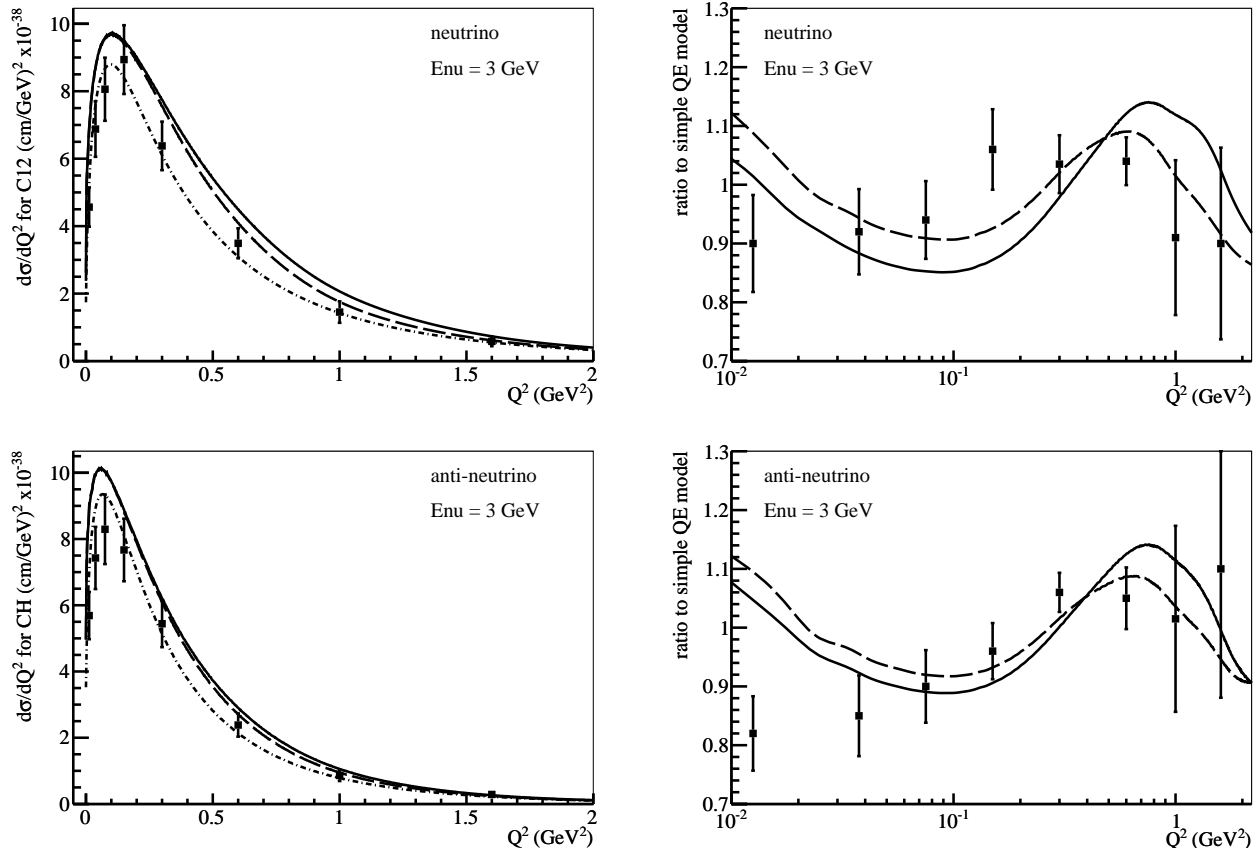 dσ/dQ² for C12 (cm/GeV)² x10⁻³⁸
10
8
6
4
2
0
neutrino
Enu = 3 GeV
0 0.5 1 1.5 2
Q² (GeV²)
ratio to simple QE model
1.3
1.2
1.1
1
0.9
0.8
0.7
neutrino
Enu = 3 GeV
10⁻² 10⁻¹ 1
Q² (GeV²)
dσ/dQ² for CH (cm/GeV)² x10⁻³⁸
10
8
6
4
2
0
anti-neutrino
Enu = 3 GeV
0 0.5 1 1.5 2
Q² (GeV²)
ratio to simple QE model
1.3
1.2
1.1
1
0.9
0.8
0.7
anti-neutrino
Enu = 3 GeV
10⁻² 10⁻¹ 1
Q² (GeV²)